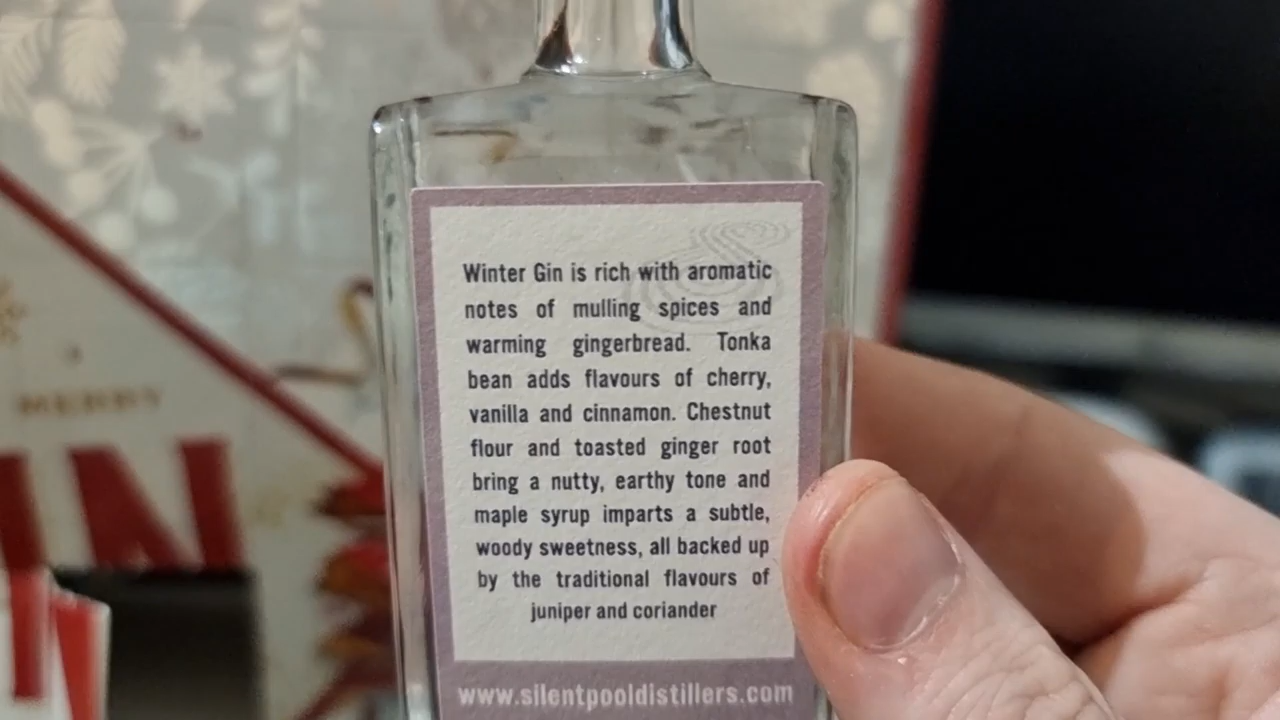 Winter Gin is rich with aromatic
notes of mulling spices and
warming gingerbread. Tonka
bean adds flavours of cherry,
vanilla and cinnamon. Chestnut
flour and toasted ginger root
bring a nutty, earthy tone and
maple syrup imparts a subtle,
woody sweetness, all backed up
by the traditional flavours of
juniper and coriander
www.silentpooldistillers.com
MERRY
IN